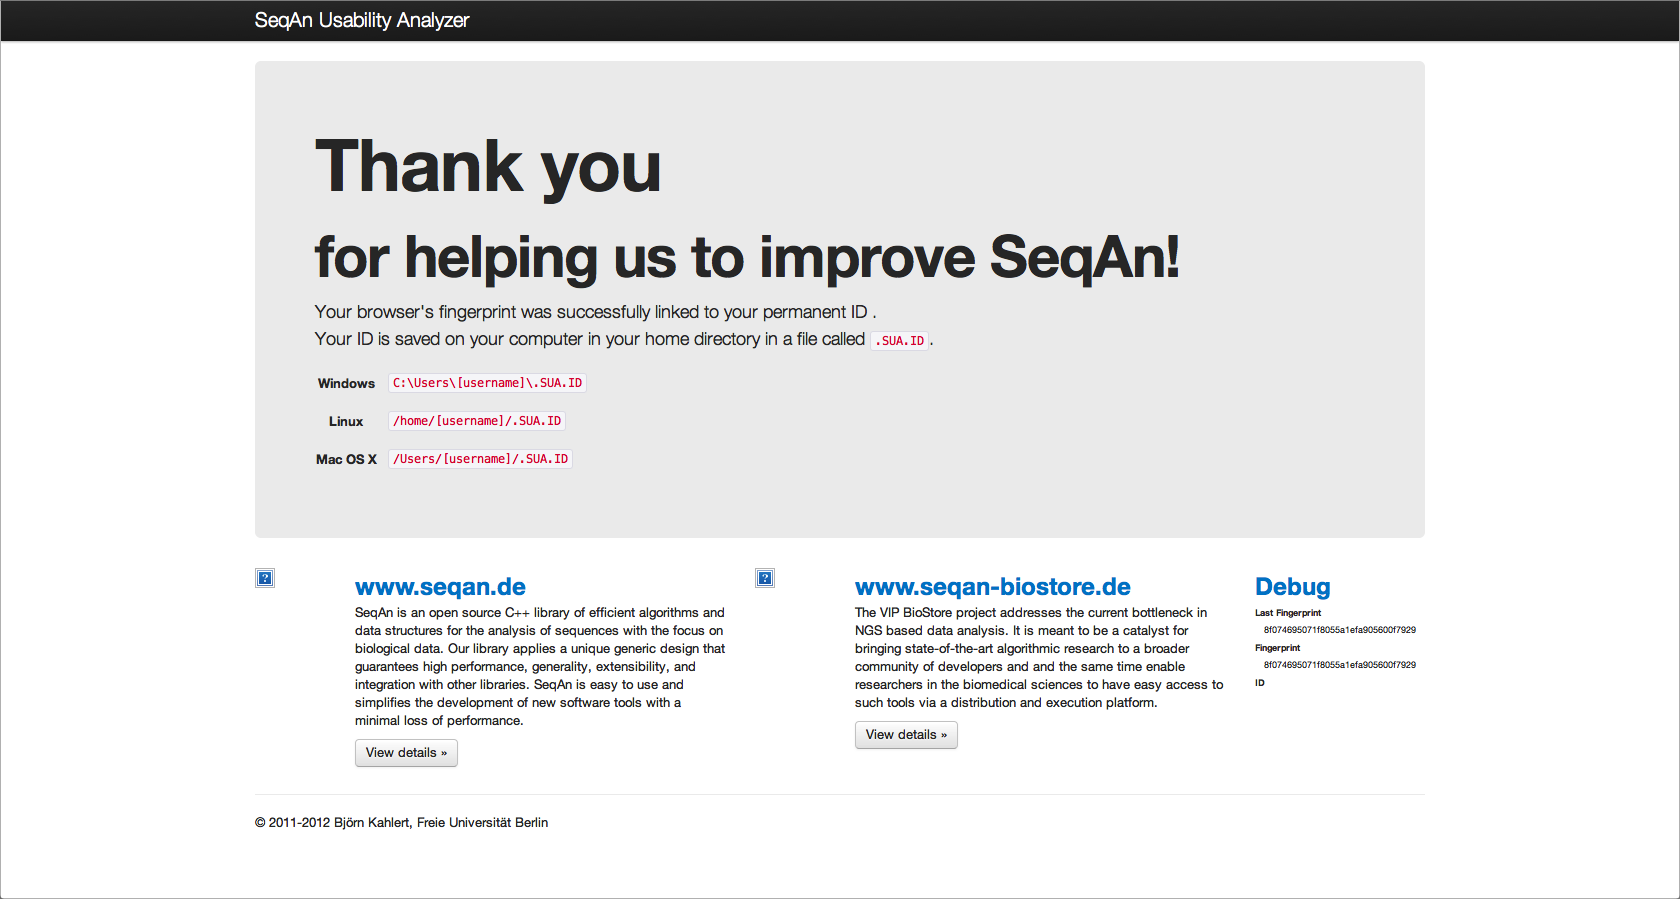 SeqAn Usability Analyzer
Thank you
for helping us to improve SeqAn!
Your browser's fingerprint was successfully linked to your permanent ID .
Your ID is saved on your computer in your home directory in a file called .SUA.ID.
Windows C:\Users\[username]\.SUA.ID
Linux /home/[username]/.SUA.ID
Mac OS X /Users/[username]/.SUA.ID
www.seqan.de
SeqAn is an open source C++ library of efficient algorithms and
data structures for the analysis of sequences with the focus on
biological data. Our library applies a unique generic design that
guarantees high performance, generality, extensibility, and
integration with other libraries. SeqAn is easy to use and
simplifies the development of new software tools with a
minimal loss of performance.
View details »
www.seqan-biostore.de
The VIP BioStore project addresses the current bottleneck in
NGS based data analysis. It is meant to be a catalyst for
bringing state-of-the-art algorithmic research to a broader
community of developers and and the same time enable
researchers in the biomedical sciences to have easy access to
such tools via a distribution and execution platform.
View details »
Debug
Last Fingerprint
8f074695071f8055a1efa905600f7929
Fingerprint
8f074695071f8055a1efa905600f7929
ID
© 2011-2012 Björn Kahlert, Freie Universität Berlin